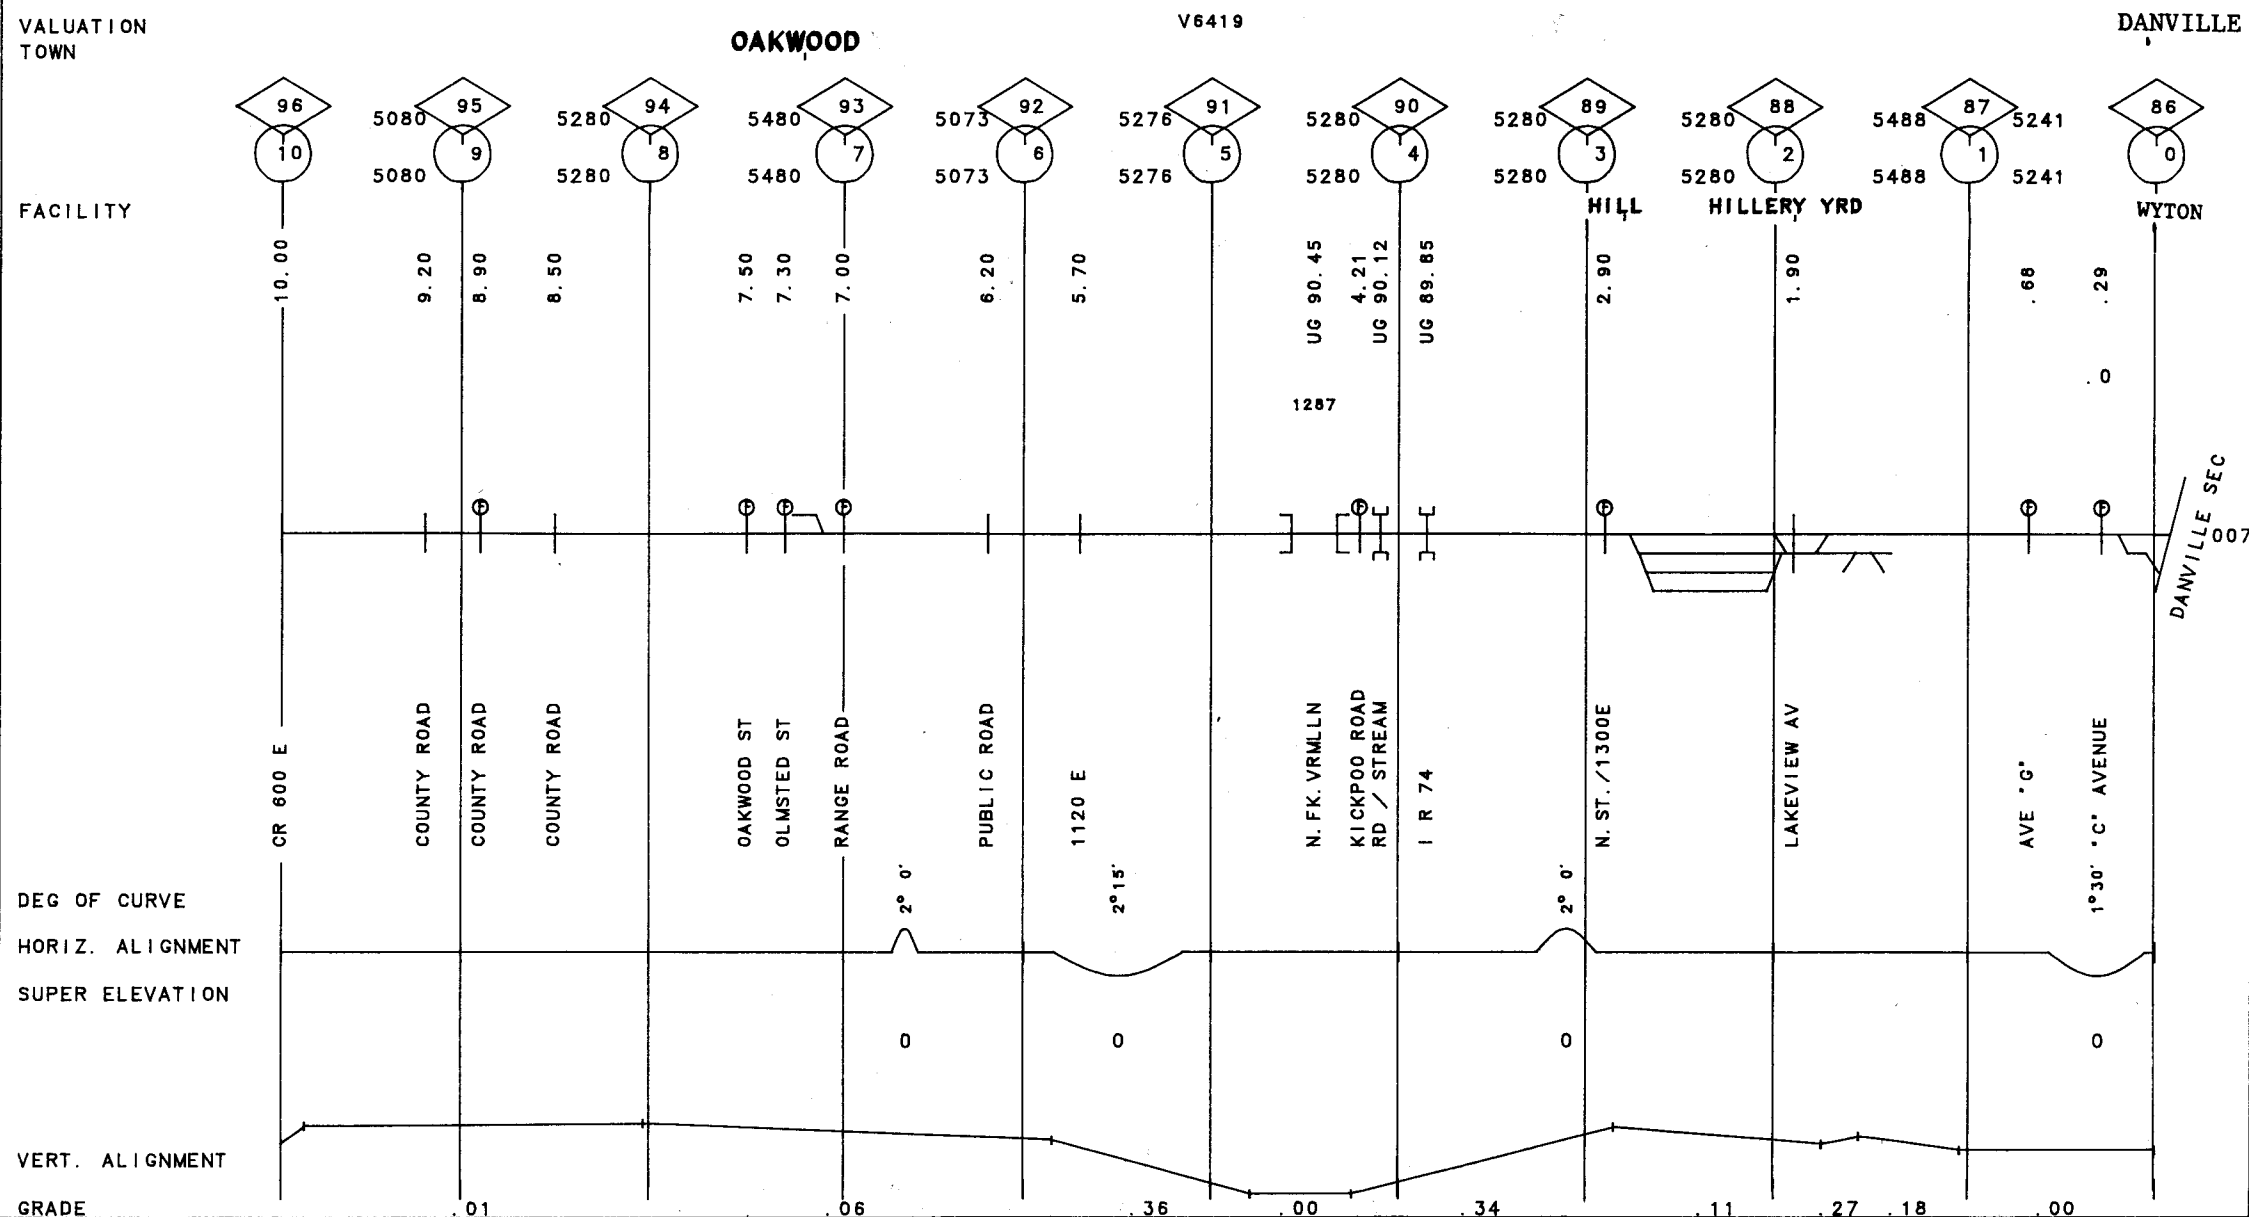 VALUATION V6419 DANVILLE
TOWN OAKWOOD
96 95 94 93 92 91 90 89 88 87 86
5080 5280 5480 5073 5276 5280 5280 5280 5488 5241
10 9 8 7 6 5 4 3 2 1 0
5080 5280 5480 5073 5276 5280 5280 5280 5488 5241
FACILITY HILL HILLERY YRD WYTON
10.00
9.20
8.90
8.50
7.50
7.30
7.00
6.20
5.70
UG 90.45
4.21
UG 90.12
UG 89.85
2.90
1.90
.68
.29
.0
1287
DANVILLE SEC
007
CR 600 E
COUNTY ROAD
COUNTY ROAD
COUNTY ROAD
OAKWOOD ST
OLMSTED ST
RANGE ROAD
PUBLIC ROAD
1120 E
N. FK. VRMLLN
KICKPOO ROAD
RD / STREAM
I R 74
N. ST. /1300E
LAKEVIEW AV
AVE "G"
"C" AVENUE
DEG OF CURVE 2° 0' 2°15' 2° 0' 1°30'
HORIZ. ALIGNMENT
SUPER ELEVATION
0 0 0 0
VERT. ALIGNMENT
GRADE .01 .06 .36 .00 .34 .11 .27 .18 .00